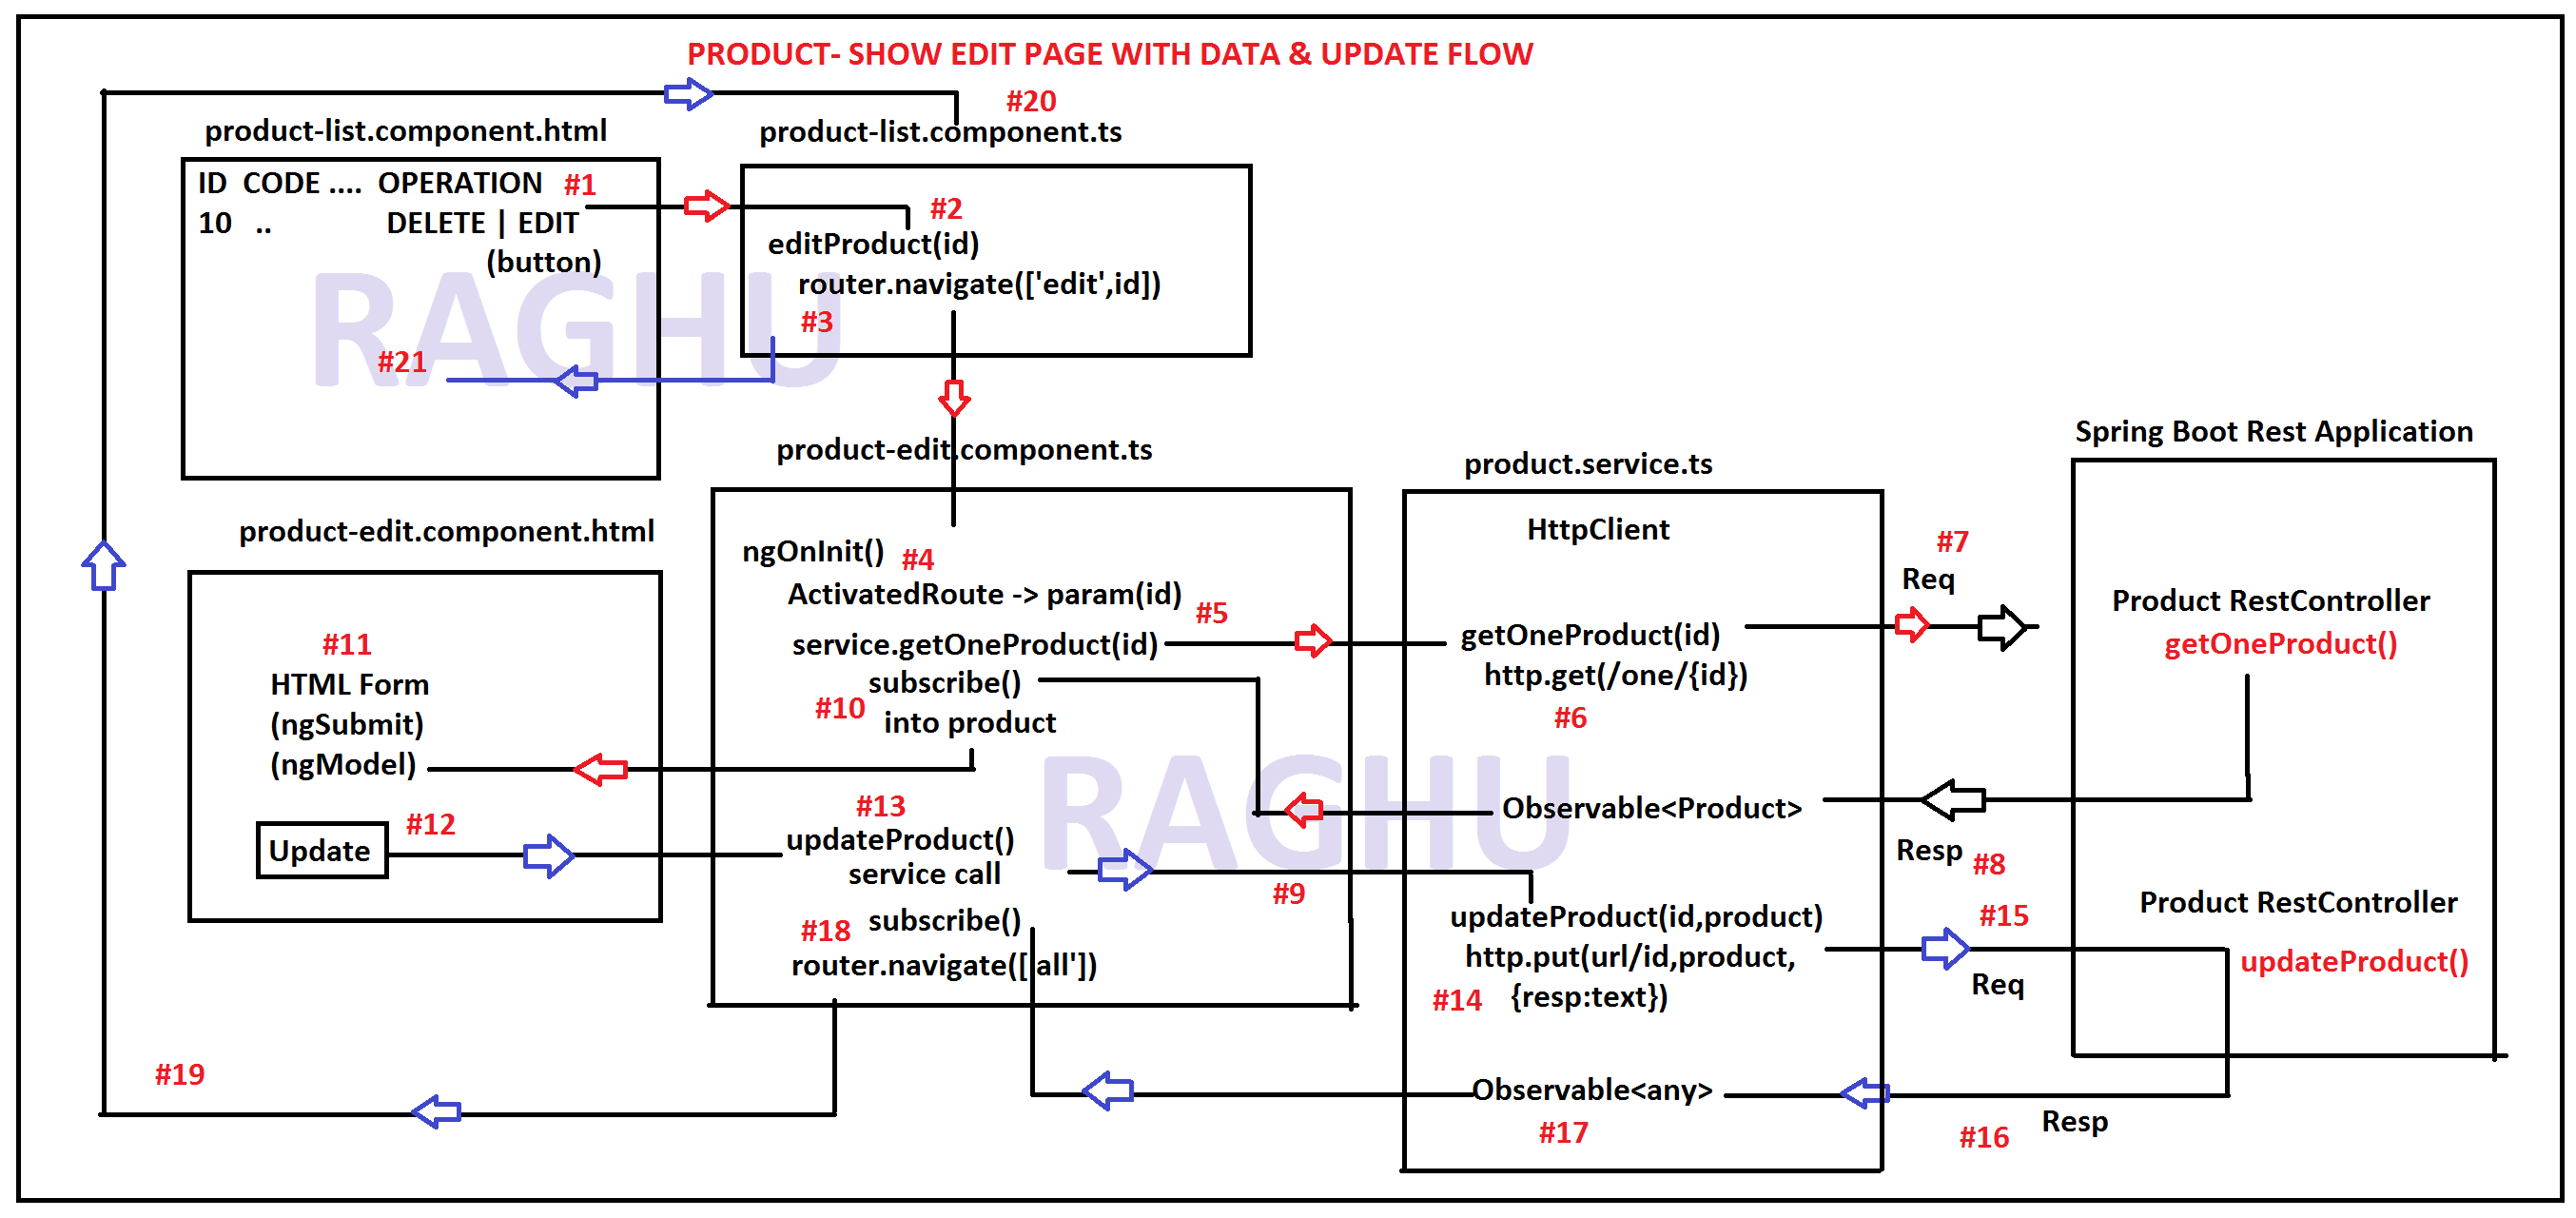 PRODUCT- SHOW EDIT PAGE WITH DATA & UPDATE FLOW
#20
product-list.component.html
product-list.component.ts
ID CODE .... OPERATION #1
10 .. DELETE | EDIT
(button)
#2
editProduct(id)
router.navigate(['edit',id])
#3
#21
RAGHU
product-edit.component.ts
product.service.ts
Spring Boot Rest Application
product-edit.component.html
ngOnInit() #4
ActivatedRoute -> param(id)
#5
service.getOneProduct(id)
subscribe()
#10
into product
HttpClient
getOneProduct(id)
http.get(/one/{id})
#6
#7
Req
Product RestController
getOneProduct()
#11
HTML Form
(ngSubmit)
(ngModel)
RAGHU
Observable<Product>
Resp #8
Update #12
#13
updateProduct()
service call
#9
subscribe()
#18
router.navigate(['all'])
updateProduct(id,product)
http.put(url/id,product,
{resp:text})
#14
#15
Req
Product RestController
updateProduct()
#19
Observable<any>
#17
Resp
#16